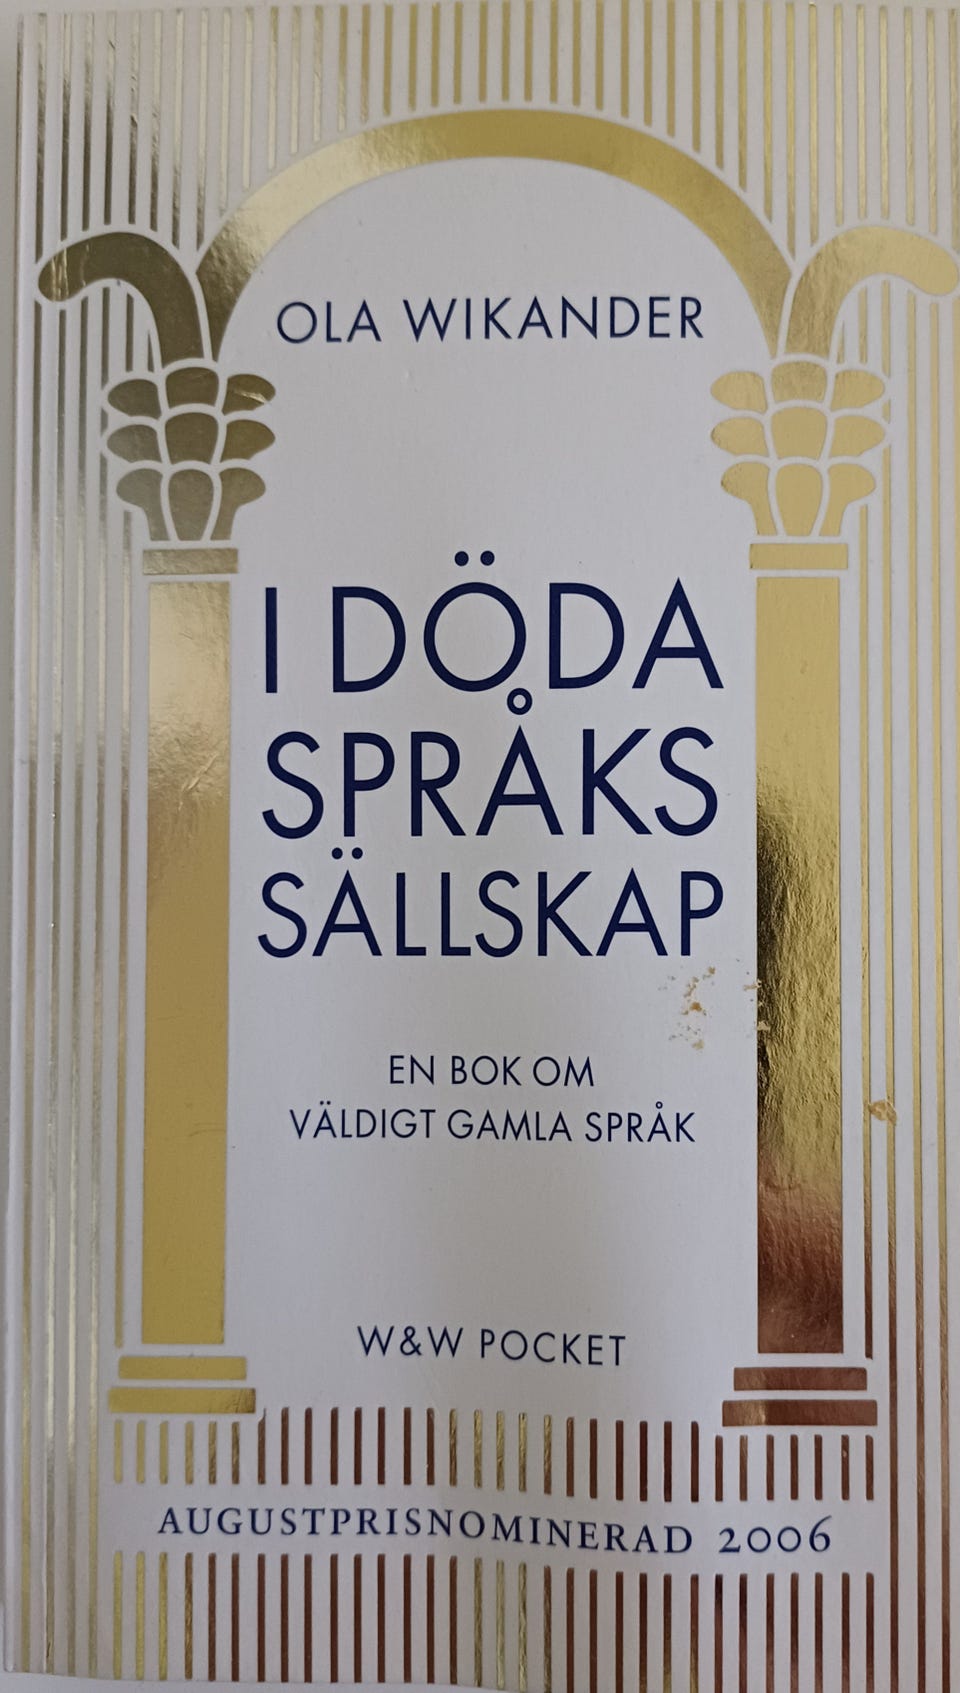 OLA WIKANDER
I DÖDA
SPRÅKS
SÄLLSKAP
EN BOK OM
VÄLDIGT GAMLA SPRÅK
W&W POCKET
AUGUSTPRISNOMINERAD 2006